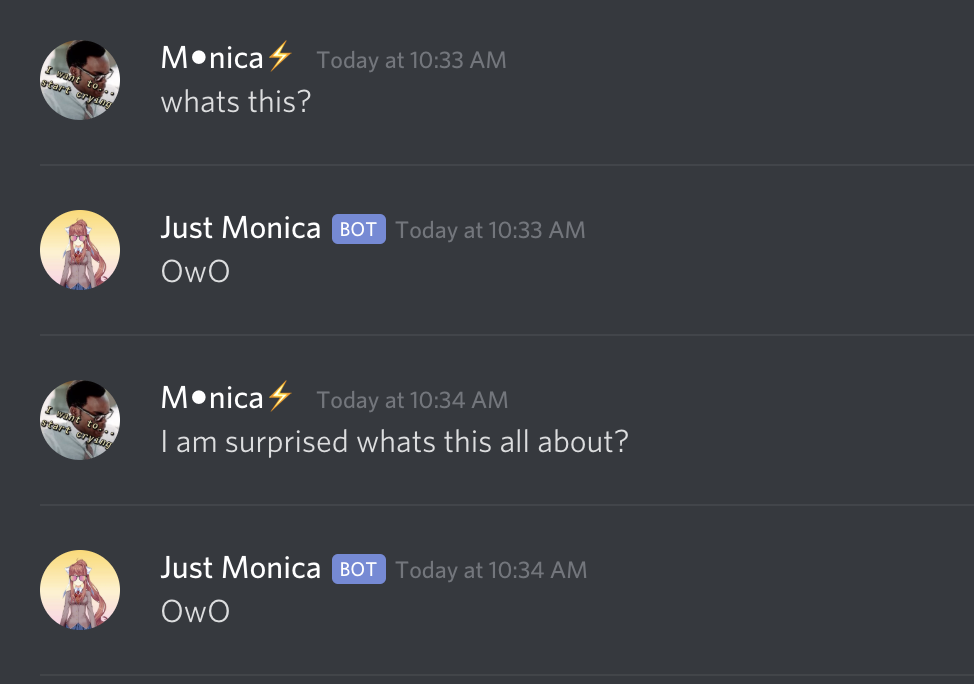 M●nica⚡ Today at 10:33 AM
I want to...
start crying
whats this?
Just Monica BOT Today at 10:33 AM
OwO
M●nica⚡ Today at 10:34 AM
I want to...
start crying
I am surprised whats this all about?
Just Monica BOT Today at 10:34 AM
OwO